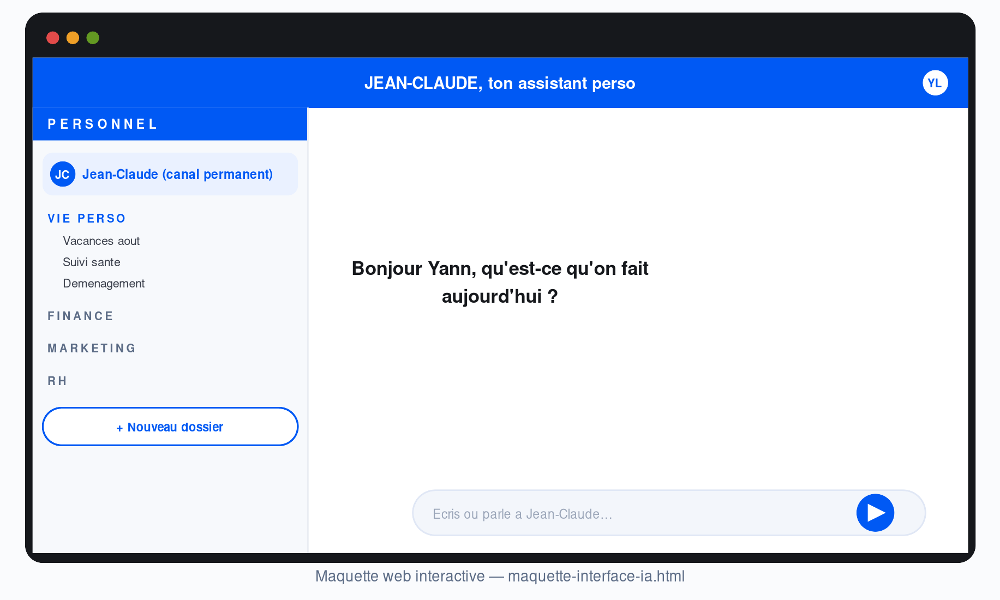 JEAN-CLAUDE, ton assistant perso
YL
PERSONNEL
JC
Jean-Claude (canal permanent)
VIE PERSO
Vacances aout
Suivi sante
Demenagement
FINANCE
MARKETING
RH
+ Nouveau dossier
Bonjour Yann, qu'est-ce qu'on fait
aujourd'hui ?
Ecris ou parle a Jean-Claude...
Maquette web interactive — maquette-interface-ia.html